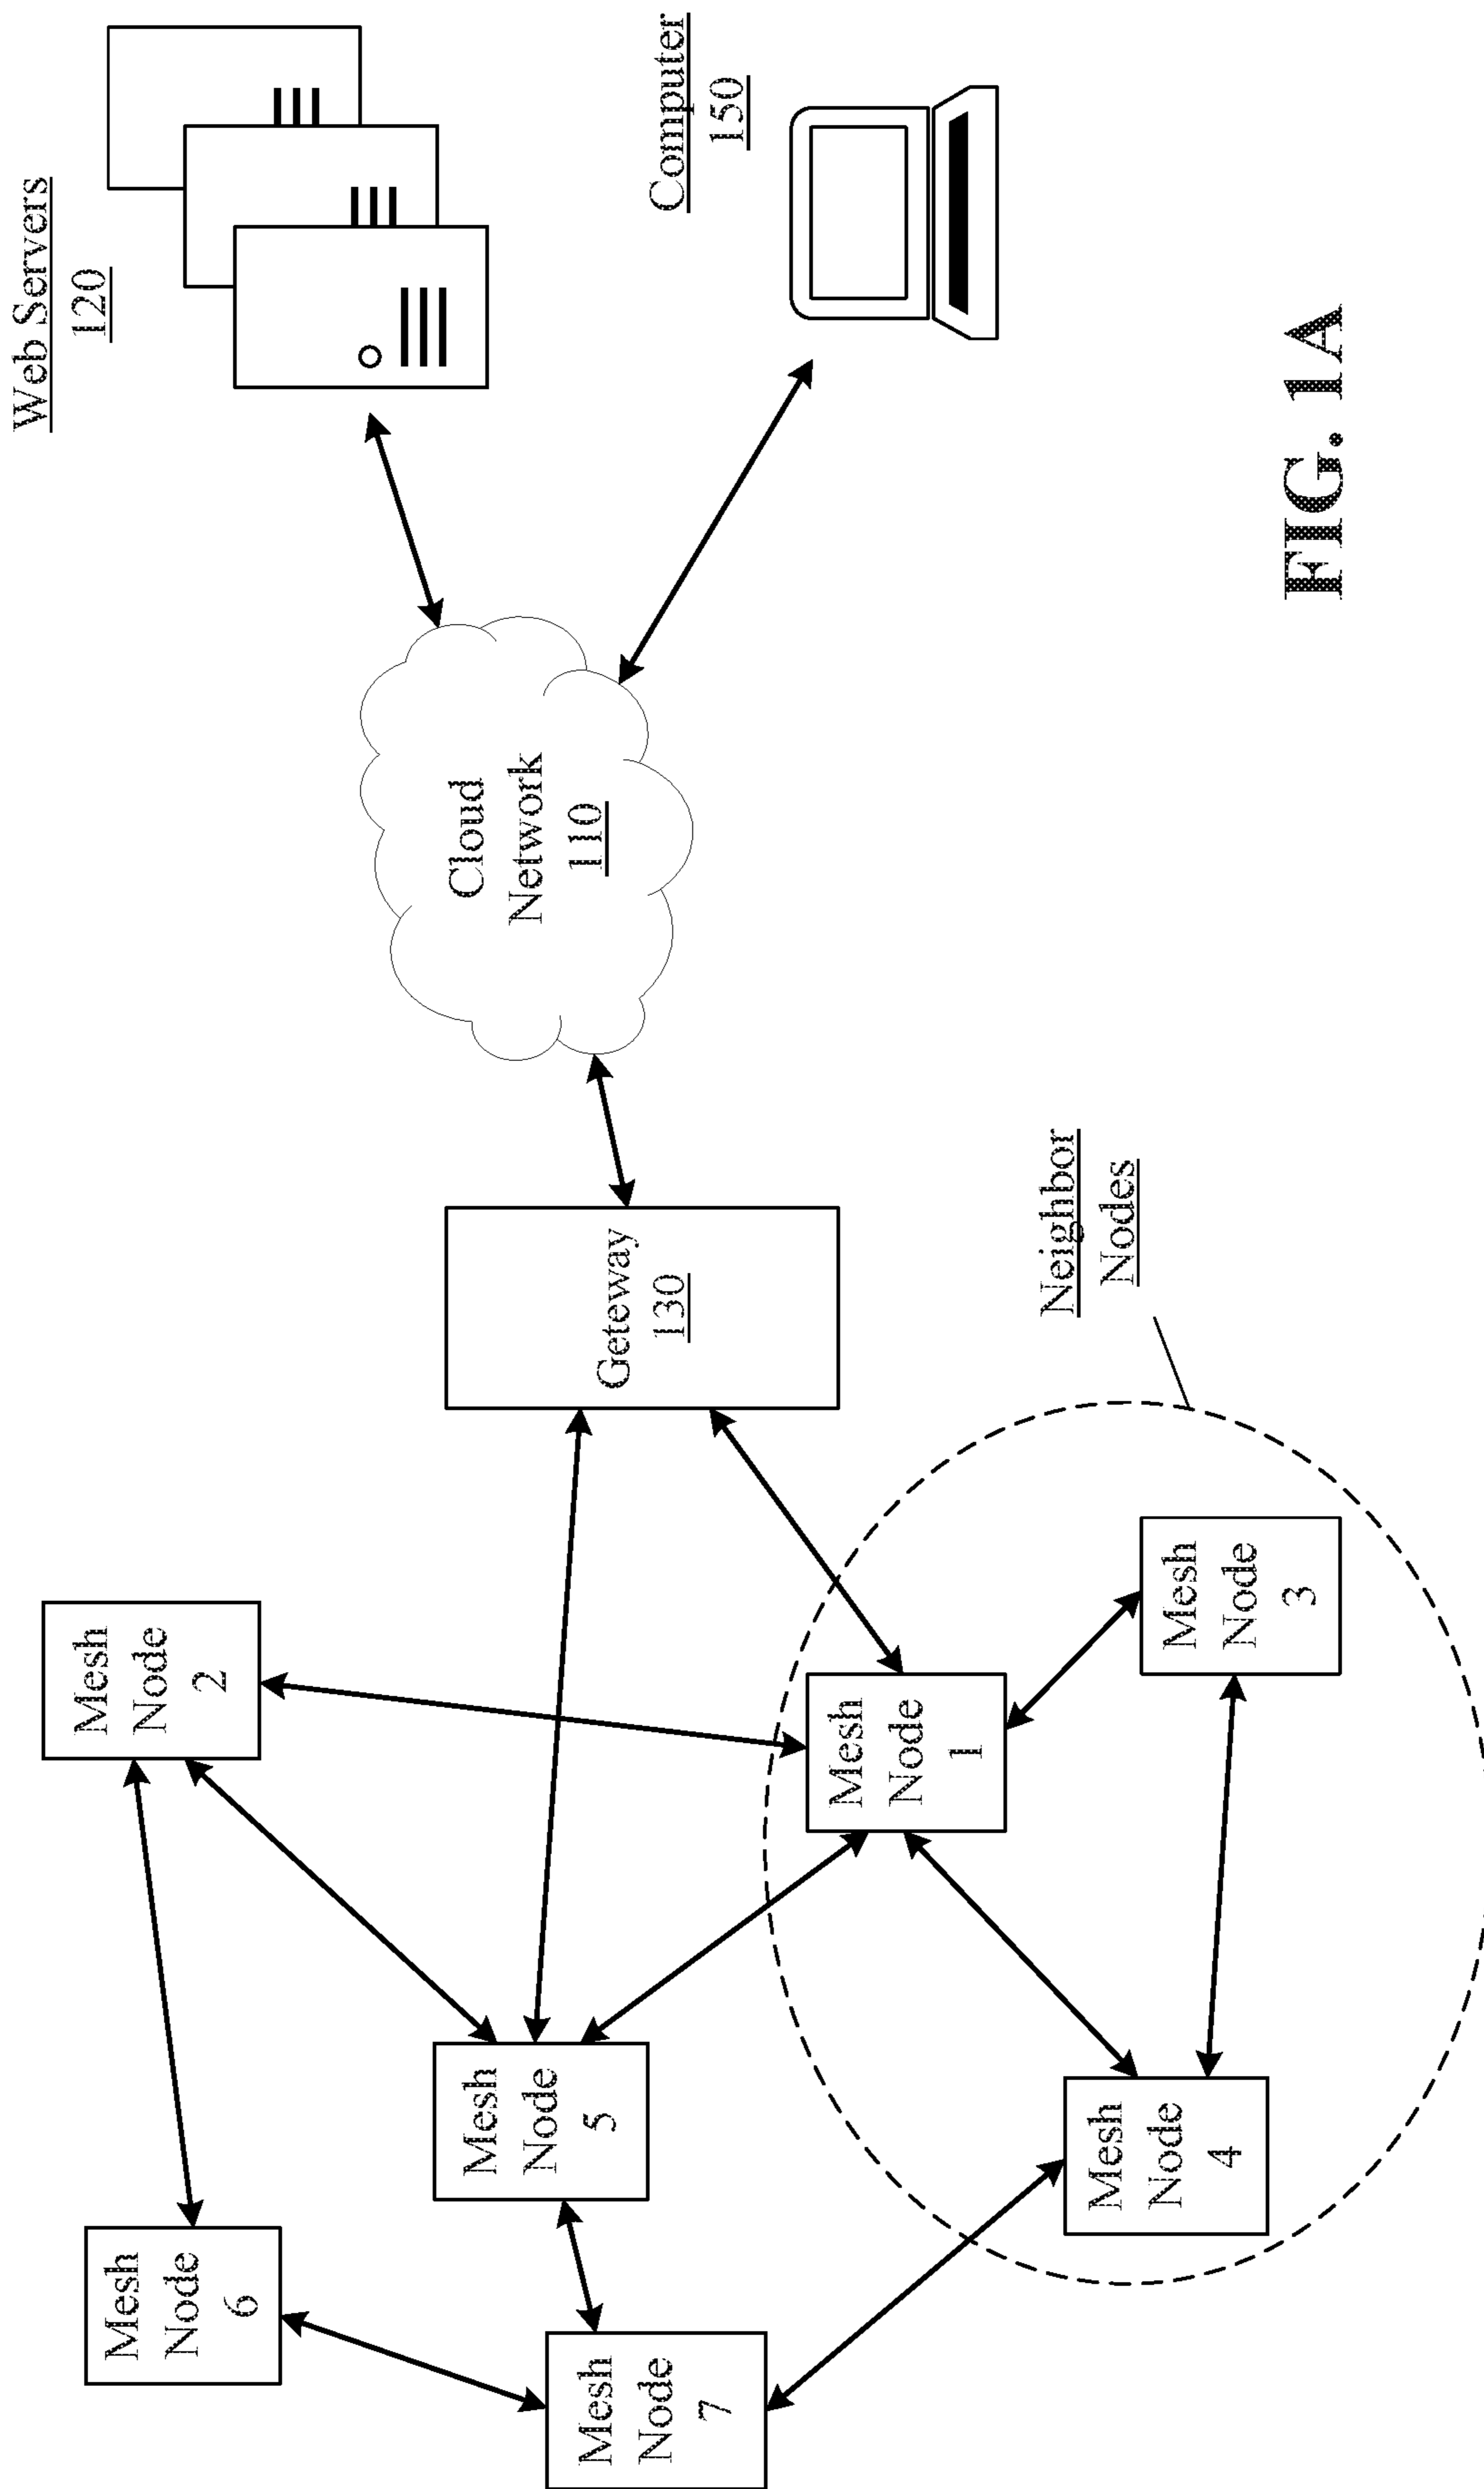 Web Servers
120
Computer
150
Cloud
Network
110
Geteway
130
Neighbor
Nodes
Mesh
Node
2
Mesh
Node
1
Mesh
Node
3
Mesh
Node
5
Mesh
Node
4
Mesh
Node
6
Mesh
Node
7
FIG. 1A